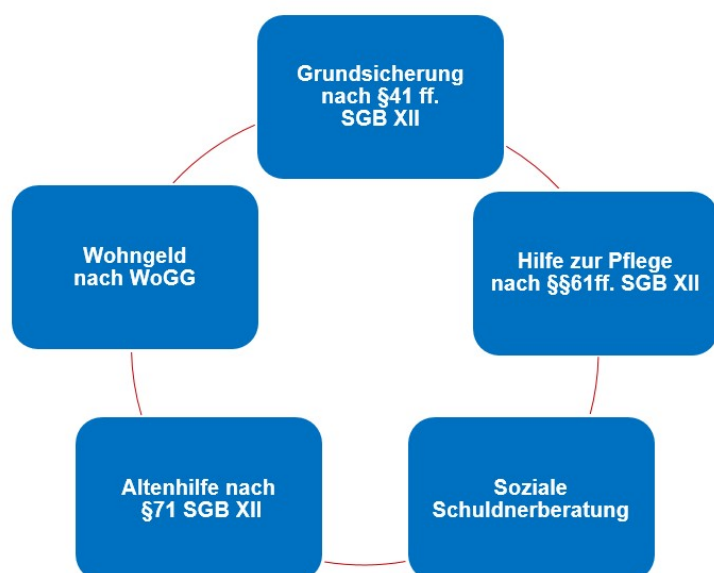 Grundsicherung
nach §41 ff.
SGB XII
Hilfe zur Pflege
nach §§61ff. SGB XII
Soziale
Schuldnerberatung
Altenhilfe nach
§71 SGB XII
Wohngeld
nach WoGG